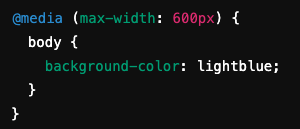 @media (max-width: 600px) {
  body {
    background-color: lightblue;
  }
}